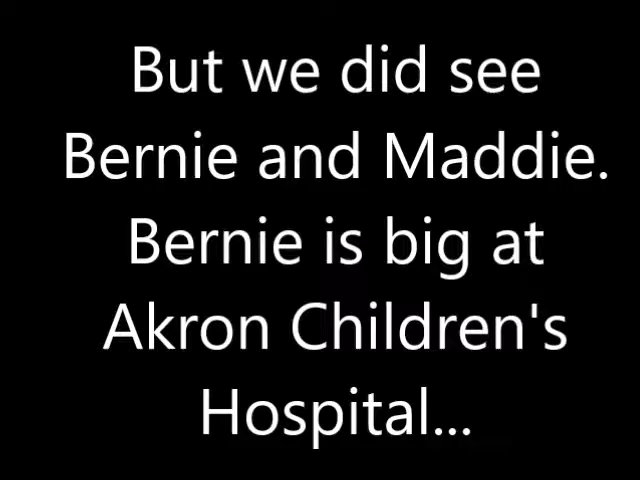 But we did see
Bernie and Maddie.
Bernie is big at
Akron Children's
Hospital...